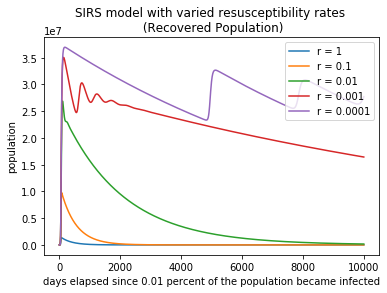 SIRS model with varied resusceptibility rates
(Recovered Population)
1e7
r = 1
r = 0.1
r = 0.01
r = 0.001
r = 0.0001
population
3.5
3.0
2.5
2.0
1.5
1.0
0.5
0.0
0 2000 4000 6000 8000 10000
days elapsed since 0.01 percent of the population became infected